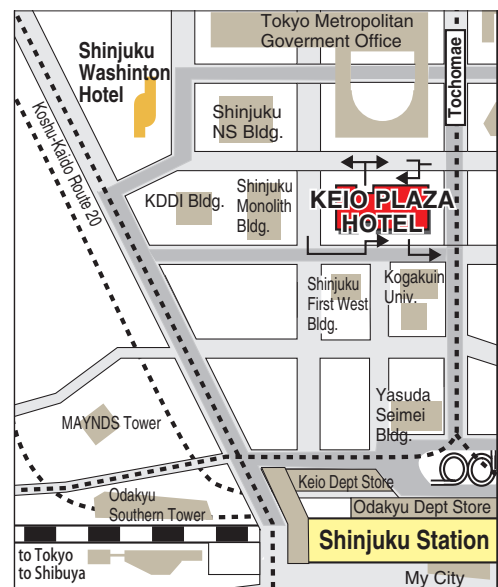 Tokyo Metropolitan
Goverment Office
Shinjuku
Washinton
Hotel
Tochomae
Koshu-Kaido Route 20
Shinjuku
NS Bldg.
KDDI Bldg.
Shinjuku
Monolith
Bldg.
KEIO PLAZA
HOTEL
Shinjuku
First West
Bldg.
Kogakuin
Univ.
MAYNDS Tower
Yasuda
Seimei
Bldg.
Keio Dept Store
Odakyu
Southern Tower
Odakyu Dept Store
Shinjuku Station
to Tokyo
to Shibuya
My City